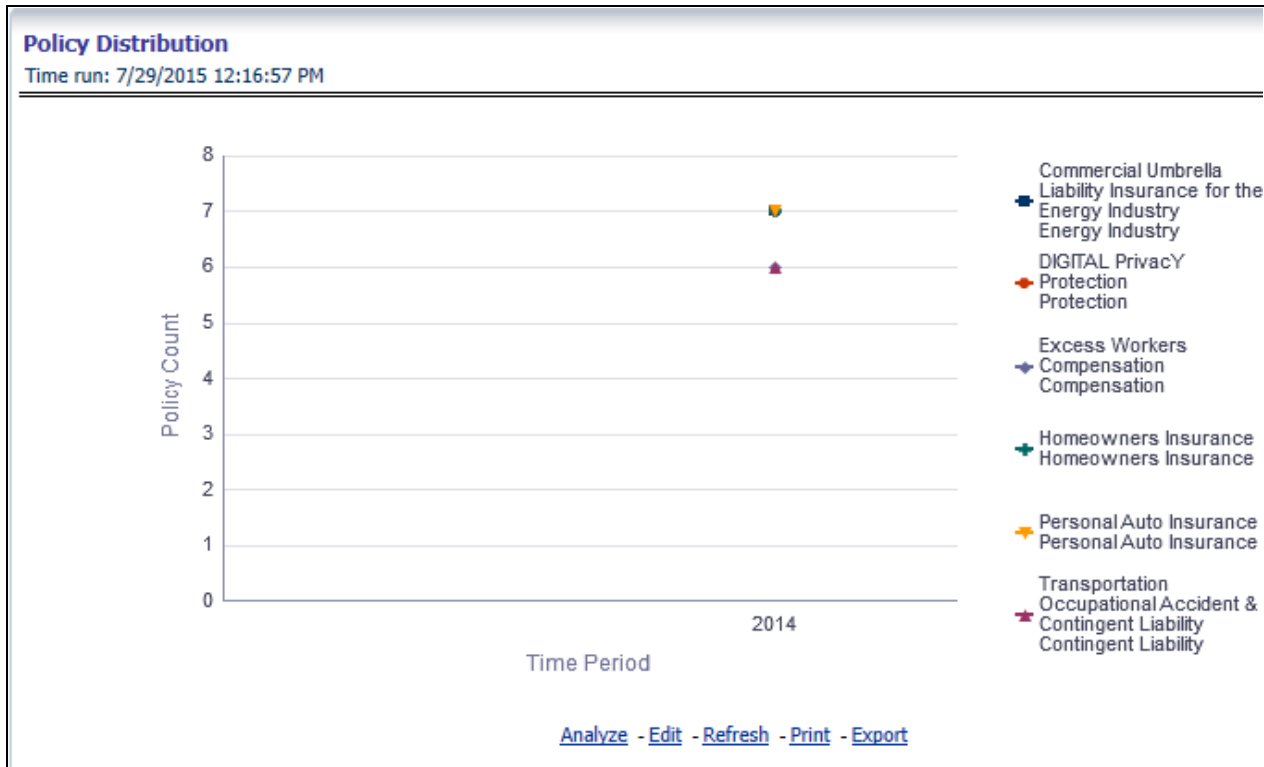 Policy Distribution
Time run: 7/29/2015 12:16:57 PM
8
7
6
5
4
3
2
1
0
Policy Count
2014
Time Period
Commercial Umbrella
Liability Insurance for the
Energy Industry
Energy Industry
DIGITAL PrivacY
Protection
Protection
Excess Workers
Compensation
Compensation
Homeowners Insurance
Homeowners Insurance
Personal Auto Insurance
Personal Auto Insurance
Transportation
Occupational Accident &
Contingent Liability
Contingent Liability
Analyze - Edit - Refresh - Print - Export